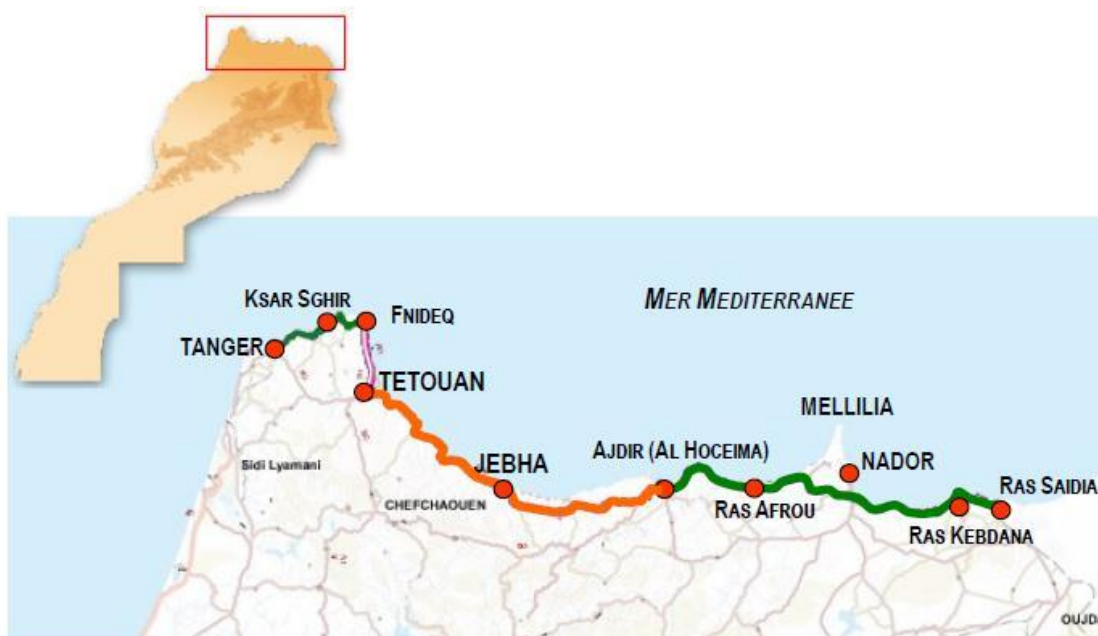 MER MEDITERRANEE
KSAR SGHIR
FNIDEQ
TANGER
TETOUAN
MELLILIA
JEBHA
AJDIR (AL HOCEIMA)
NADOR
Sidi Lyamani
RAS SAIDIA
CHEFCHAOUEN
RAS AFROU
RAS KEBDANA
OUJD